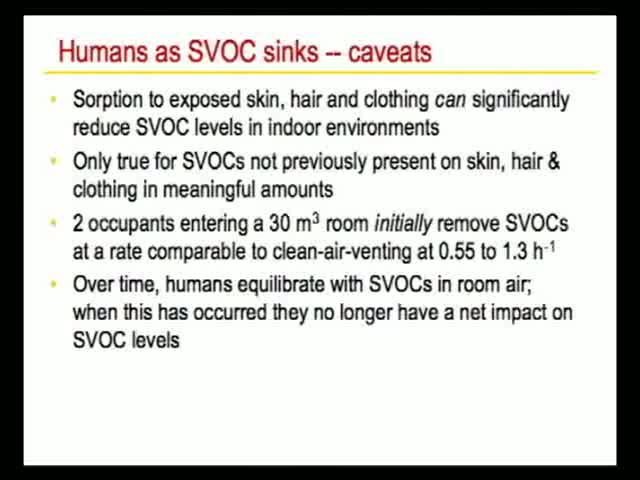 Humans as SVOC sinks -- caveats
• Sorption to exposed skin, hair and clothing can significantly
reduce SVOC levels in indoor environments
• Only true for SVOCs not previously present on skin, hair &
clothing in meaningful amounts
• 2 occupants entering a 30 m³ room initially remove SVOCs
at a rate comparable to clean-air-venting at 0.55 to 1.3 h⁻¹
• Over time, humans equilibrate with SVOCs in room air;
when this has occurred they no longer have a net impact on
SVOC levels